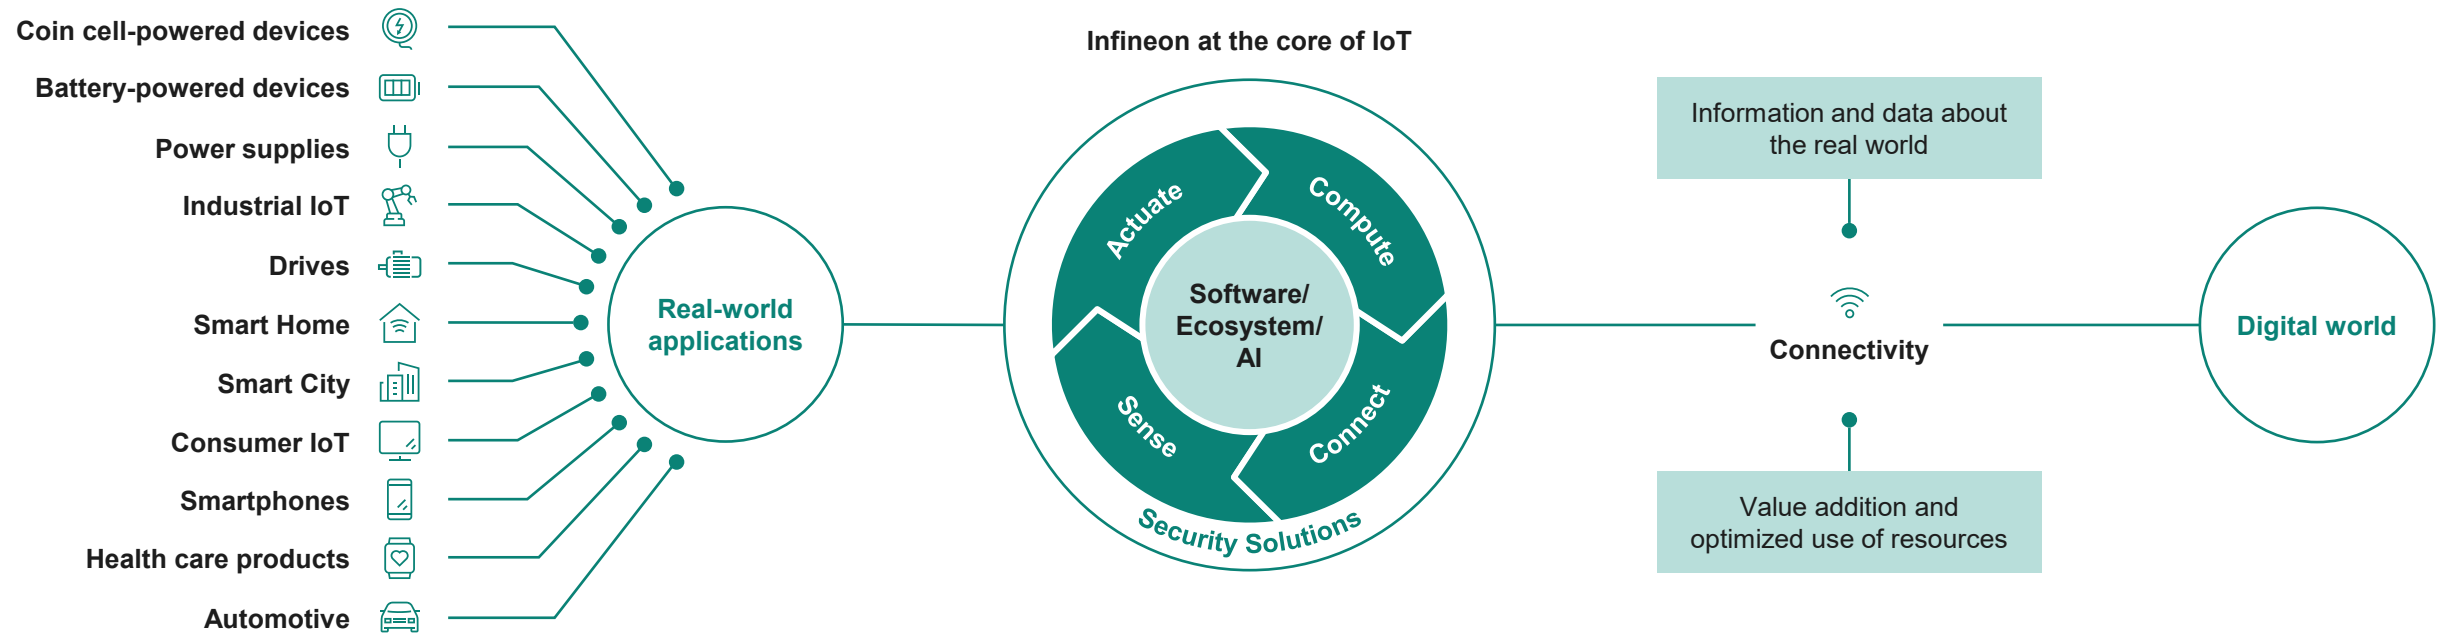 Coin cell-powered devices
Battery-powered devices
Power supplies
Industrial IoT
Drives
Smart Home
Smart City
Consumer IoT
Smartphones
Health care products
Automotive
Real-world
applications
Infineon at the core of IoT
Actuate
Compute
Connect
Sense
Software/
Ecosystem/
AI
Security Solutions
Information and data about
the real world
Connectivity
Value addition and
optimized use of resources
Digital world